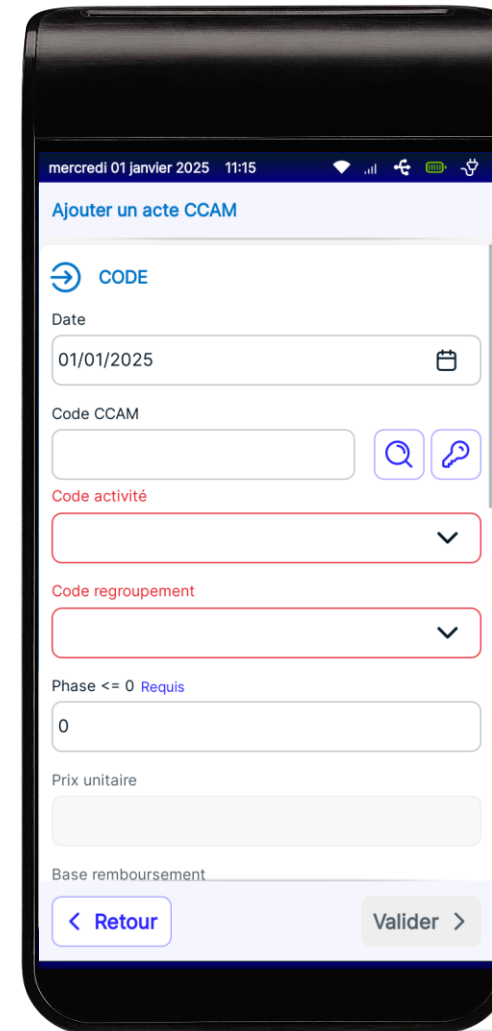 mercredi 01 janvier 2025 11:15
Ajouter un acte CCAM
CODE
Date
01/01/2025
Code CCAM
Code activité
Code regroupement
Phase <= 0 Requis
0
Prix unitaire
Base remboursement
Retour
Valider